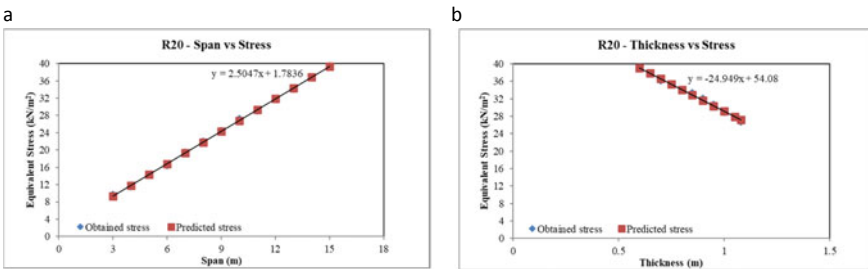 a
R20 - Span vs Stress
Equivalent Stress (kN/m²)
40
36
32
28
24
20
16
12
8
4
0
y = 2.5047x + 1.7836
Obtained stress
Predicted stress
0 3 6 9 12 15 18
Span (m)
b
R20 - Thickness vs Stress
Equivalent Stress (kN/m²)
40
36
32
28
24
20
16
12
8
4
0
y = -24.949x + 54.08
Obtained stress
Predicted stress
0 0.5 1 1.5
Thickness (m)